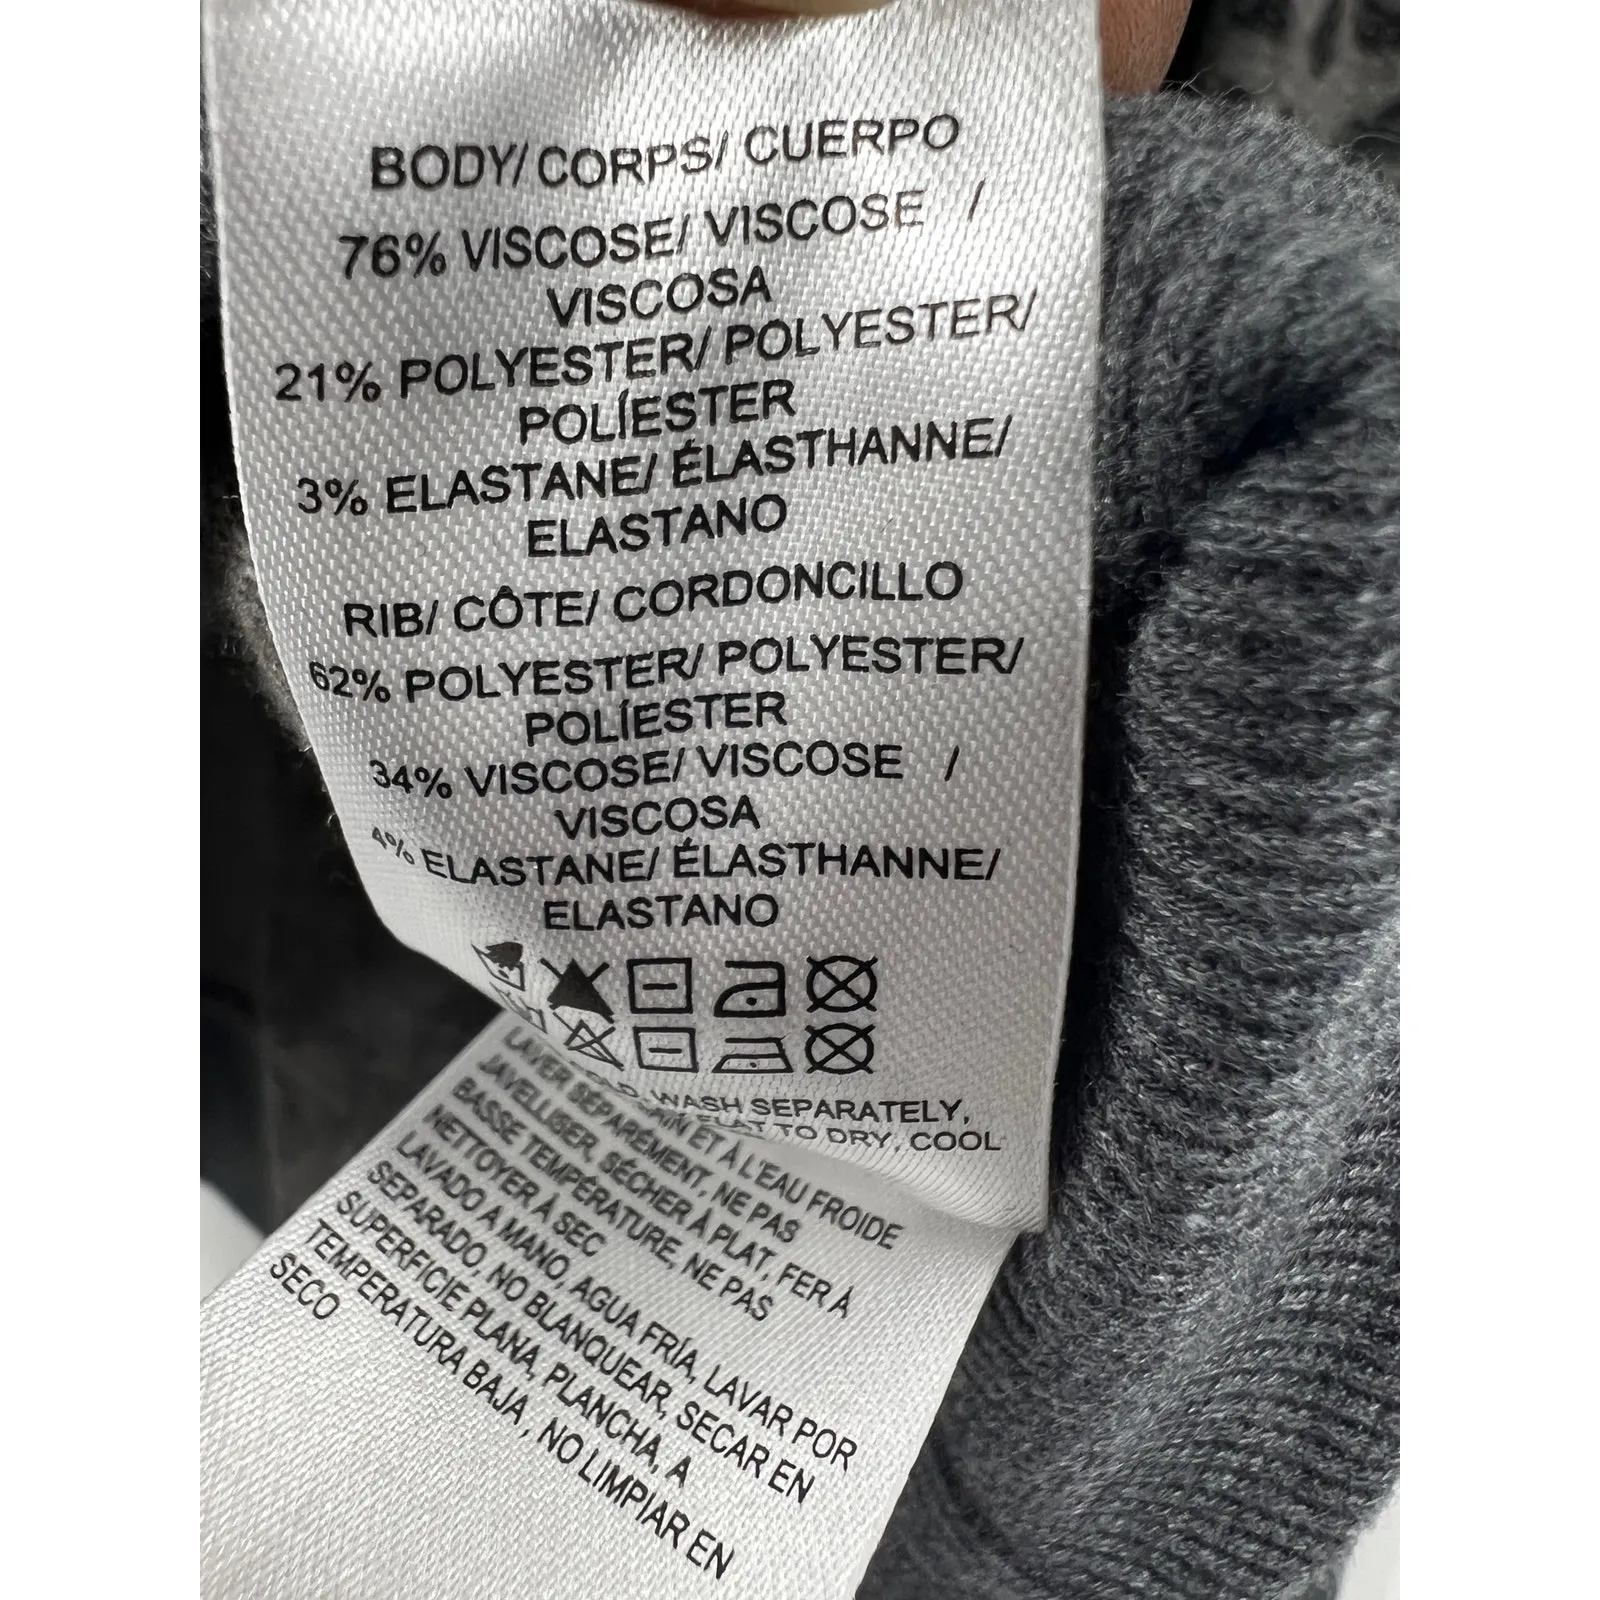 BODY/ CORPS/ CUERPO
76% VISCOSE/ VISCOSE /
VISCOSA
21% POLYESTER/ POLYESTER/
POLÍESTER
3% ELASTANE/ ÉLASTHANNE/
ELASTANO
RIB/ CÔTE/ CORDONCILLO
62% POLYESTER/ POLYESTER/
POLÍESTER
34% VISCOSE/ VISCOSE /
VISCOSA
4% ELASTANE/ ÉLASTHANNE/
ELASTANO
WASH SEPARATELY,
FLAT TO DRY, COOL
LAVER ET À L'EAU FROIDE
SÉPARÉMENT, NE PAS
JAVELLISER, SÉCHER À PLAT, FER À
BASSE TEMPÉRATURE, NE PAS
NETTOYER À SEC
LAVADO A MANO, AGUA FRÍA, LAVAR POR
SEPARADO, NO BLANQUEAR, SECAR EN
SUPERFICIE PLANA, PLANCHA, A
TEMPERATURA BAJA , NO LIMPIAR EN
SECO